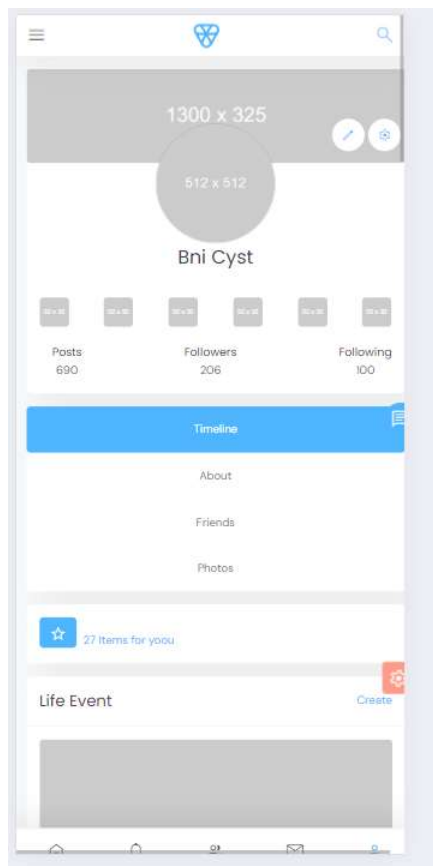 1300 x 325
512 x 512
Bni Cyst
Posts Followers Following
690 206 100
Timeline
About
Friends
Photos
27 Items for yoou
Life Event Create